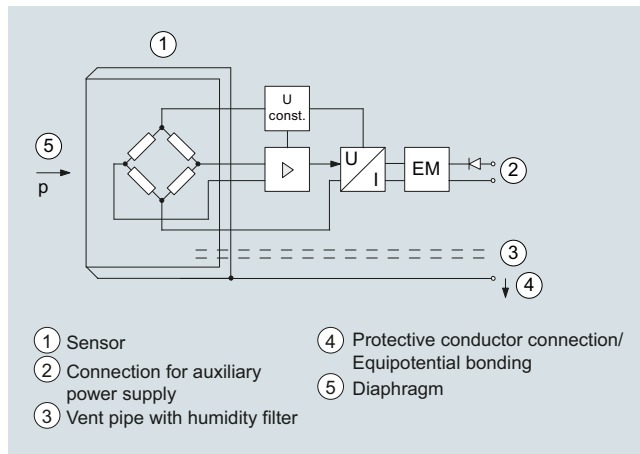 1
U
const.
5
p
U
I
EM
2
3
4
1 Sensor
2 Connection for auxiliary
power supply
3 Vent pipe with humidity filter
4 Protective conductor connection/
Equipotential bonding
5 Diaphragm